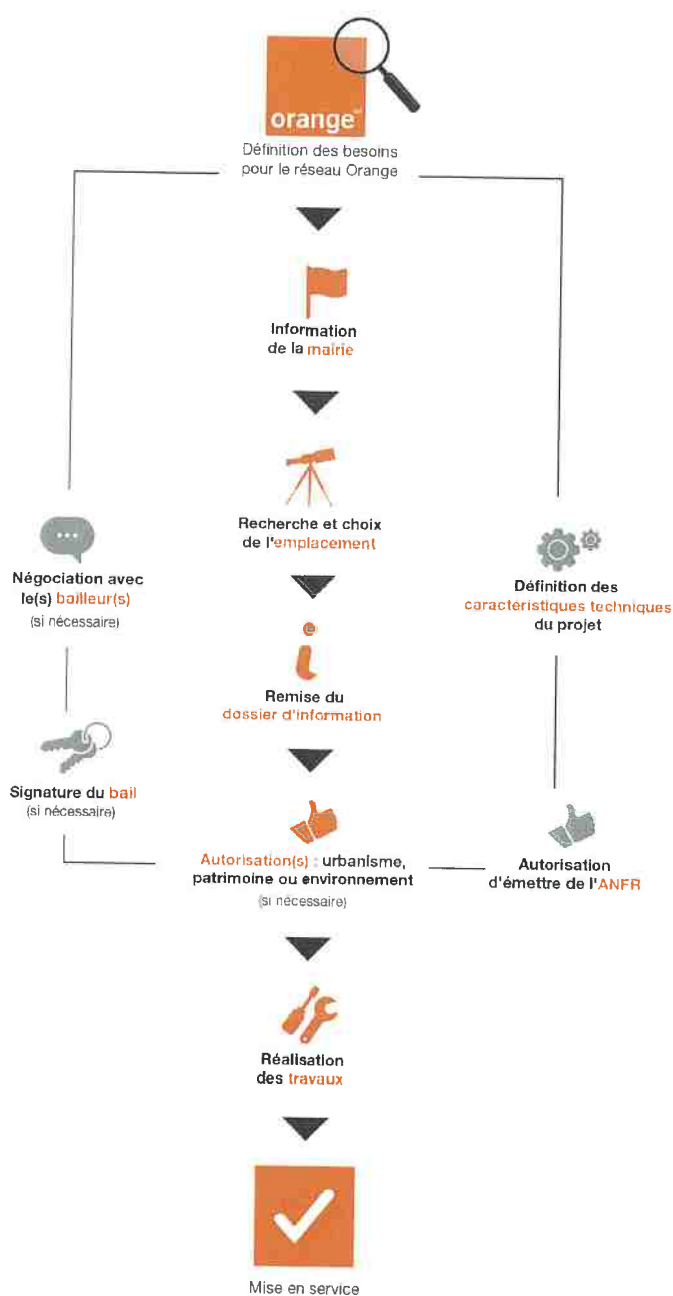 orange
Définition des besoins
pour le réseau Orange
Information
de la mairie
Recherche et choix
de l'emplacement
Négociation avec
le(s) bailleur(s)
(si nécessaire)
Définition des
caractéristiques techniques
du projet
Remise du
dossier d'information
Signature du bail
(si nécessaire)
Autorisation(s) : urbanisme,
patrimoine ou environnement
(si nécessaire)
Autorisation
d'émettre de l'ANFR
Réalisation
des travaux
Mise en service